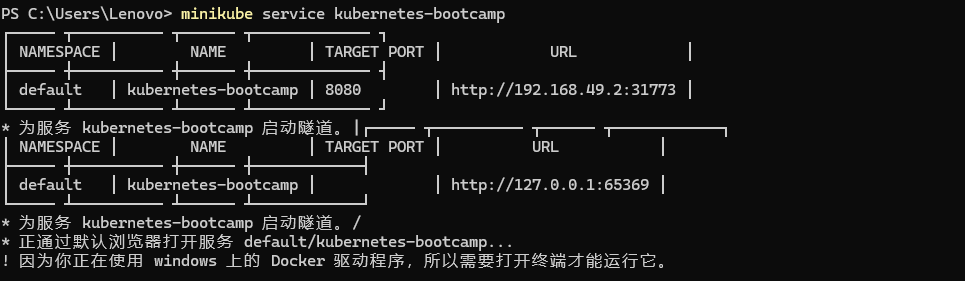 PS C:\Users\Lenovo> minikube service kubernetes-bootcamp
| NAMESPACE | NAME | TARGET PORT | URL |
| default | kubernetes-bootcamp | 8080 | http://192.168.49.2:31773 |
* 为服务 kubernetes-bootcamp 启动隧道。|
| NAMESPACE | NAME | TARGET PORT | URL |
| default | kubernetes-bootcamp | | http://127.0.0.1:65369 |
* 为服务 kubernetes-bootcamp 启动隧道。/
* 正通过默认浏览器打开服务 default/kubernetes-bootcamp...
! 因为你正在使用 windows 上的 Docker 驱动程序，所以需要打开终端才能运行它。